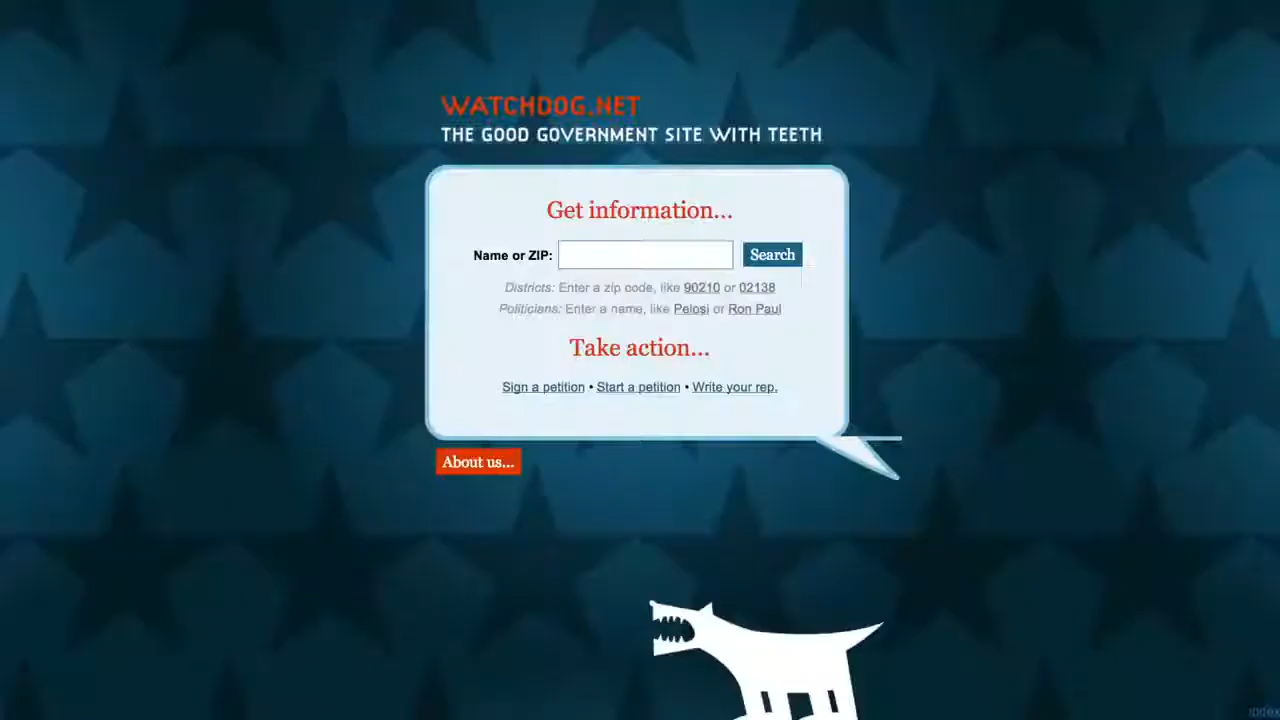 WATCHDOG.NET
THE GOOD GOVERNMENT SITE WITH TEETH
Get information...
Name or ZIP: Search
Districts: Enter a zip code, like 90210 or 02138
Politicians: Enter a name, like Pelosi or Ron Paul
Take action...
Sign a petition • Start a petition • Write your rep.
About us...
index